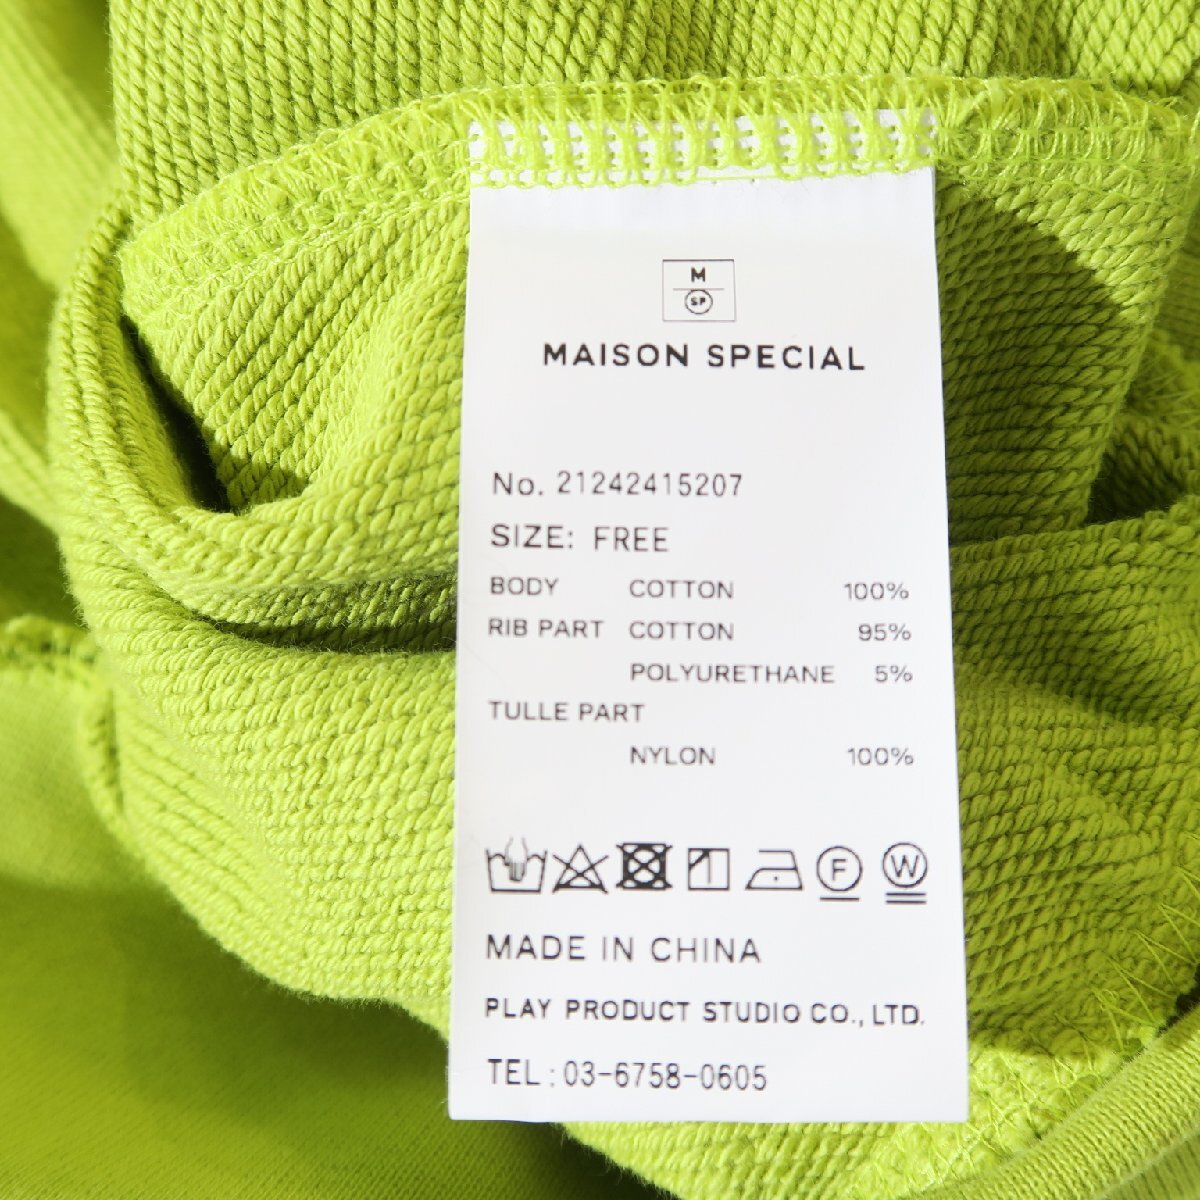 M
SP
MAISON SPECIAL
No. 21242415207
SIZE: FREE
BODY COTTON 100%
RIB PART COTTON 95%
POLYURETHANE 5%
TULLE PART
NYLON 100%
F W
MADE IN CHINA
PLAY PRODUCT STUDIO CO., LTD.
TEL : 03-6758-0605